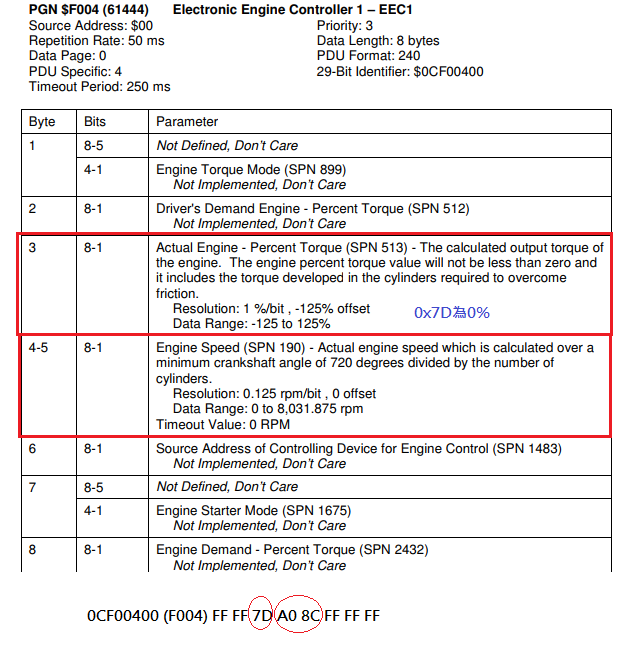 PGN $F004 (61444) Electronic Engine Controller 1 – EEC1
Source Address: $00 Priority: 3
Repetition Rate: 50 ms Data Length: 8 bytes
Data Page: 0 PDU Format: 240
PDU Specific: 4 29-Bit Identifier: $0CF00400
Timeout Period: 250 ms
Byte Bits Parameter
1 8-5 Not Defined, Don't Care
4-1 Engine Torque Mode (SPN 899)
Not Implemented, Don't Care
2 8-1 Driver's Demand Engine - Percent Torque (SPN 512)
Not Implemented, Don't Care
3 8-1 Actual Engine - Percent Torque (SPN 513) - The calculated output torque of
the engine. The engine percent torque value will not be less than zero and
it includes the torque developed in the cylinders required to overcome
friction.
Resolution: 1 %/bit , -125% offset
Data Range: -125 to 125%
0x7D為0%
4-5 8-1 Engine Speed (SPN 190) - Actual engine speed which is calculated over a
minimum crankshaft angle of 720 degrees divided by the number of
cylinders.
Resolution: 0.125 rpm/bit , 0 offset
Data Range: 0 to 8,031.875 rpm
Timeout Value: 0 RPM
6 8-1 Source Address of Controlling Device for Engine Control (SPN 1483)
Not Implemented, Don't Care
7 8-5 Not Defined, Don't Care
4-1 Engine Starter Mode (SPN 1675)
Not Implemented, Don't Care
8 8-1 Engine Demand - Percent Torque (SPN 2432)
Not Implemented, Don't Care
0CF00400 (F004) FF FF 7D A0 8C FF FF FF